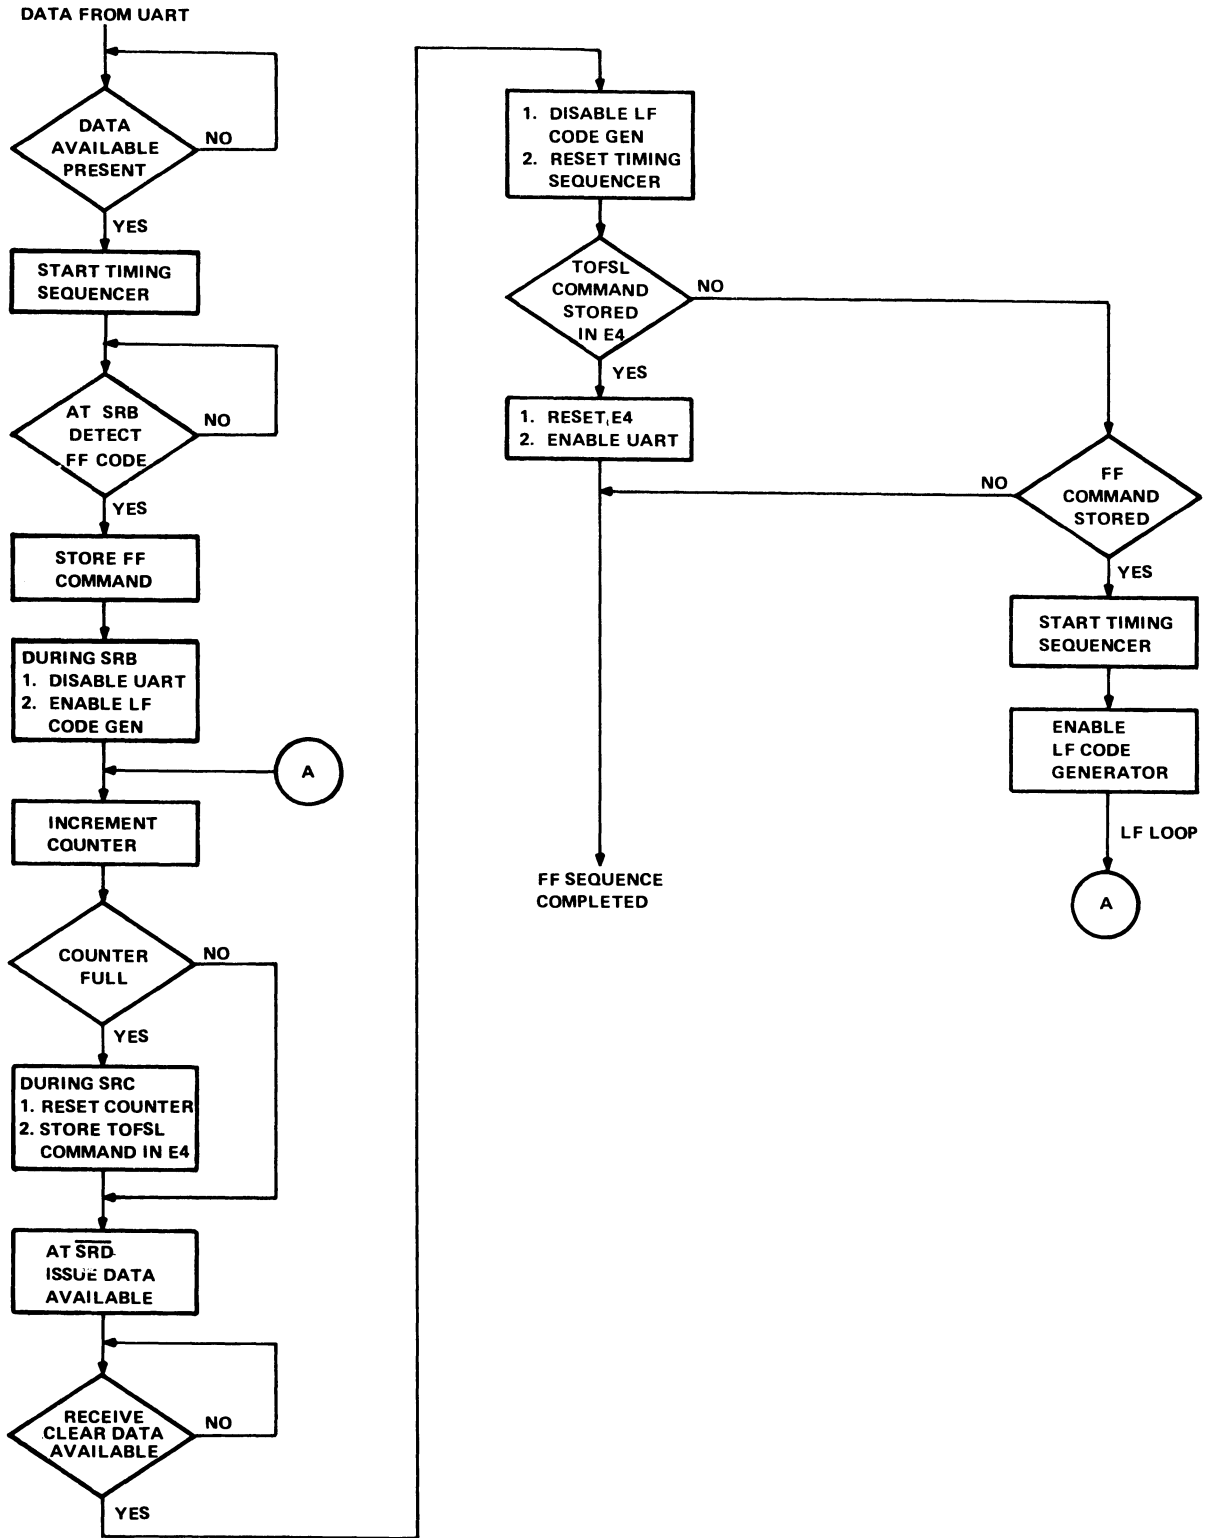 DATA FROM UART
DATA
AVAILABLE
PRESENT
NO
YES
START TIMING
SEQUENCER
AT SRB
DETECT
FF CODE
NO
YES
STORE FF
COMMAND
DURING SRB
1. DISABLE UART
2. ENABLE LF
CODE GEN
A
INCREMENT
COUNTER
COUNTER
FULL
NO
YES
DURING SRC
1. RESET COUNTER
2. STORE TOFSL
COMMAND IN E4
AT S̅R̅D̅
ISSUE DATA
AVAILABLE
RECEIVE
CLEAR DATA
AVAILABLE
NO
YES
1. DISABLE LF
CODE GEN
2. RESET TIMING
SEQUENCER
TOFSL
COMMAND
STORED
IN E4
NO
YES
1. RESET E4
2. ENABLE UART
FF
COMMAND
STORED
NO
YES
START TIMING
SEQUENCER
ENABLE
LF CODE
GENERATOR
LF LOOP
A
FF SEQUENCE
COMPLETED